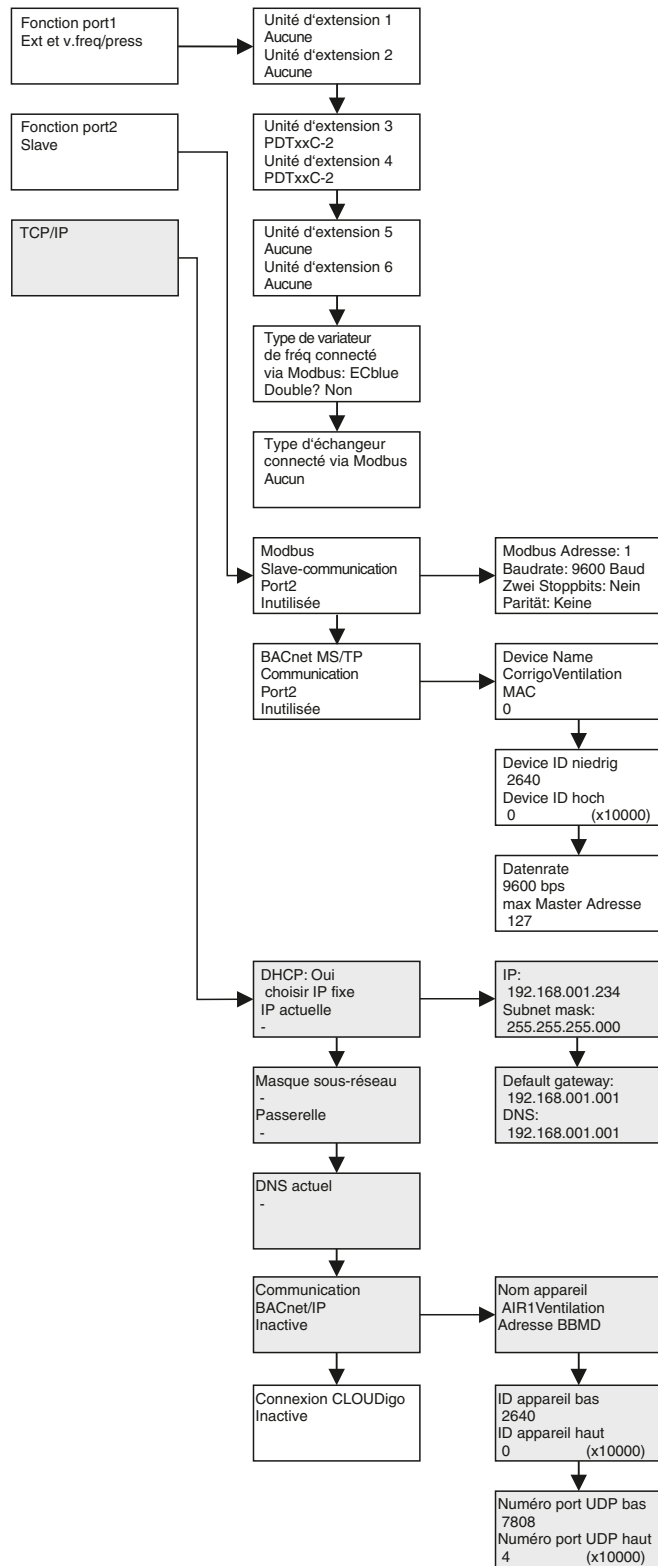 Fonction port1
Ext et v.freq/press
Unité d‘extension 1
Aucune
Unité d‘extension 2
Aucune
Fonction port2
Slave
Unité d‘extension 3
PDTxxC-2
Unité d‘extension 4
PDTxxC-2
TCP/IP
Unité d‘extension 5
Aucune
Unité d‘extension 6
Aucune
Type de variateur
de fréq connecté
via Modbus: ECblue
Double? Non
Type d‘échangeur
connecté via Modbus
Aucun
Modbus
Slave-communication
Port2
Inutilisée
Modbus Adresse: 1
Baudrate: 9600 Baud
Zwei Stoppbits: Nein
Parität: Keine
BACnet MS/TP
Communication
Port2
Inutilisée
Device Name
CorrigoVentilation
MAC
0
Device ID niedrig
2640
Device ID hoch
0 (x10000)
Datenrate
9600 bps
max Master Adresse
127
DHCP: Oui
choisir IP fixe
IP actuelle
-
IP:
192.168.001.234
Subnet mask:
255.255.255.000
Masque sous-réseau
-
Passerelle
-
Default gateway:
192.168.001.001
DNS:
192.168.001.001
DNS actuel
-
Communication
BACnet/IP
Inactive
Nom appareil
AIR1Ventilation
Adresse BBMD
Connexion CLOUDigo
Inactive
ID appareil bas
2640
ID appareil haut
0 (x10000)
Numéro port UDP bas
7808
Numéro port UDP haut
4 (x10000)